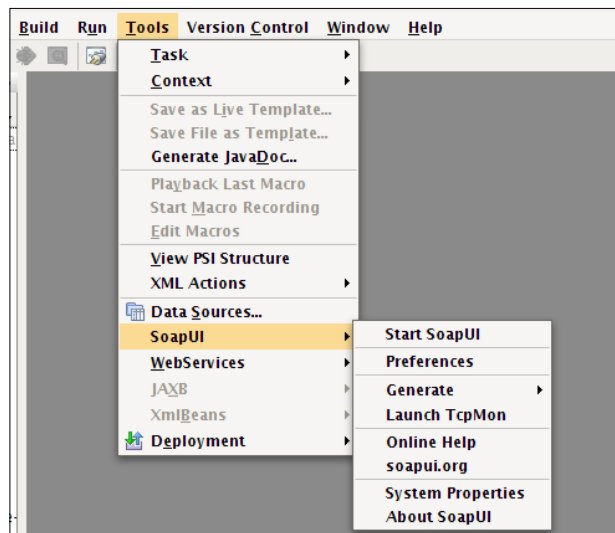 Build Run Tools Version Control Window Help
Task
Context
Save as Live Template...
Save File as Template...
Generate JavaDoc...
Playback Last Macro
Start Macro Recording
Edit Macros
View PSI Structure
XML Actions
Data Sources...
SoapUI
WebServices
JAXB
XmlBeans
Deployment
Start SoapUI
Preferences
Generate
Launch TcpMon
Online Help
soapui.org
System Properties
About SoapUI